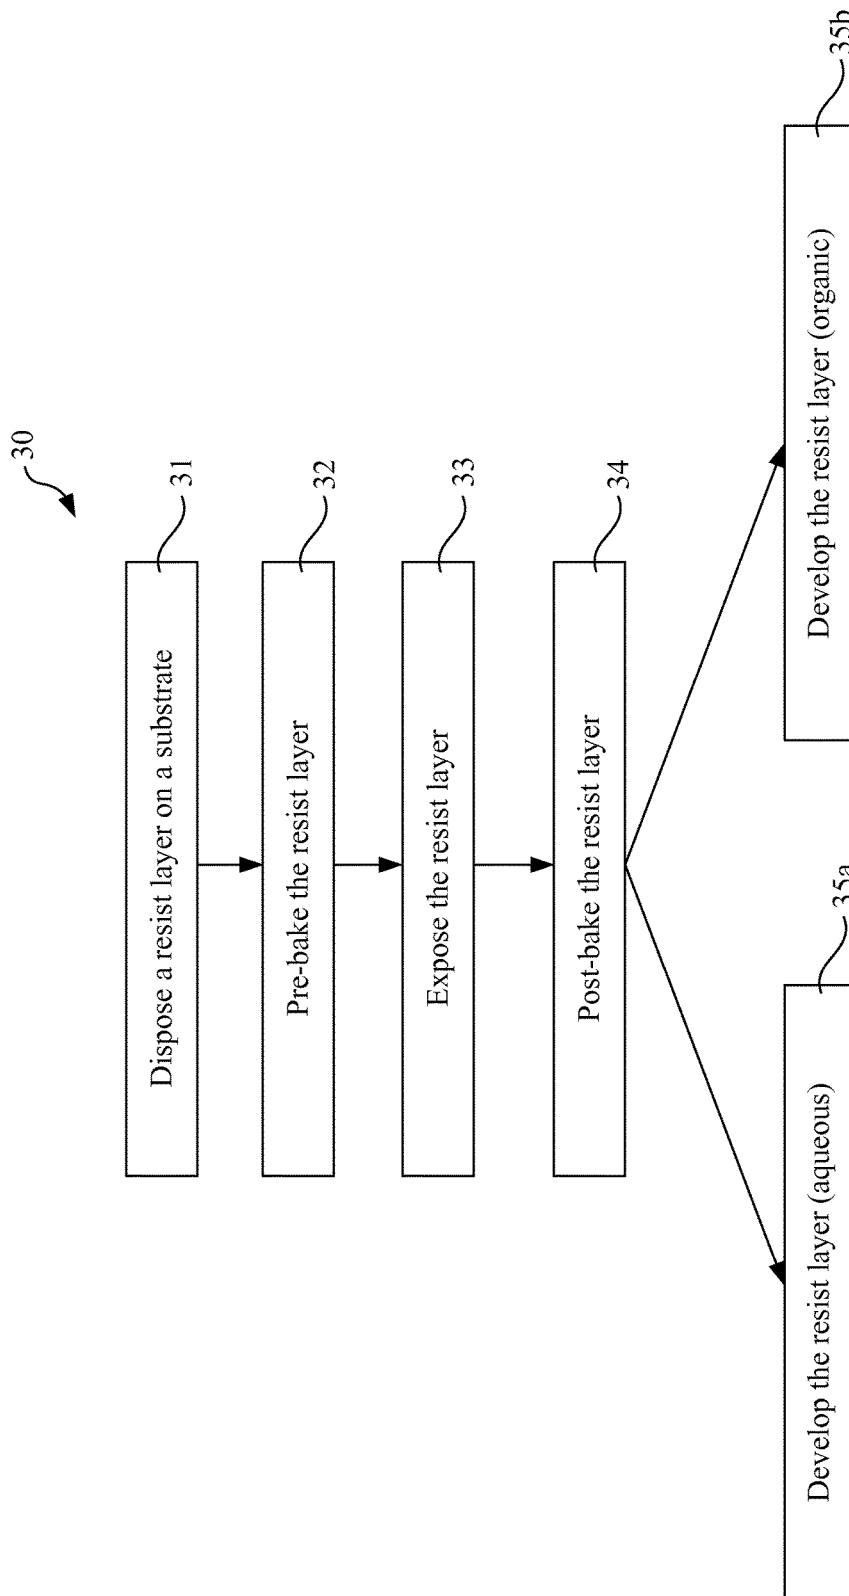 30
Dispose a resist layer on a substrate
31
Pre-bake the resist layer
32
Expose the resist layer
33
Post-bake the resist layer
34
Develop the resist layer (aqueous)
35a
Develop the resist layer (organic)
35b